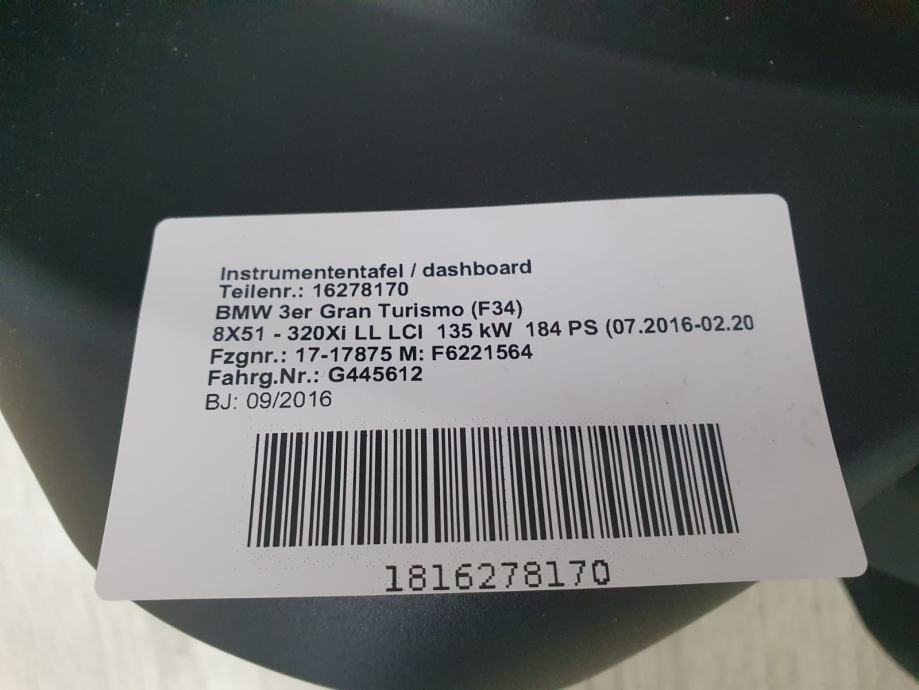 Instrumententafel / dashboard
Teilenr.: 16278170
BMW 3er Gran Turismo (F34)
8X51 - 320Xi LL LCI 135 kW 184 PS (07.2016-02.20
Fzgnr.: 17-17875 M: F6221564
Fahrg.Nr.: G445612
BJ: 09/2016
1816278170